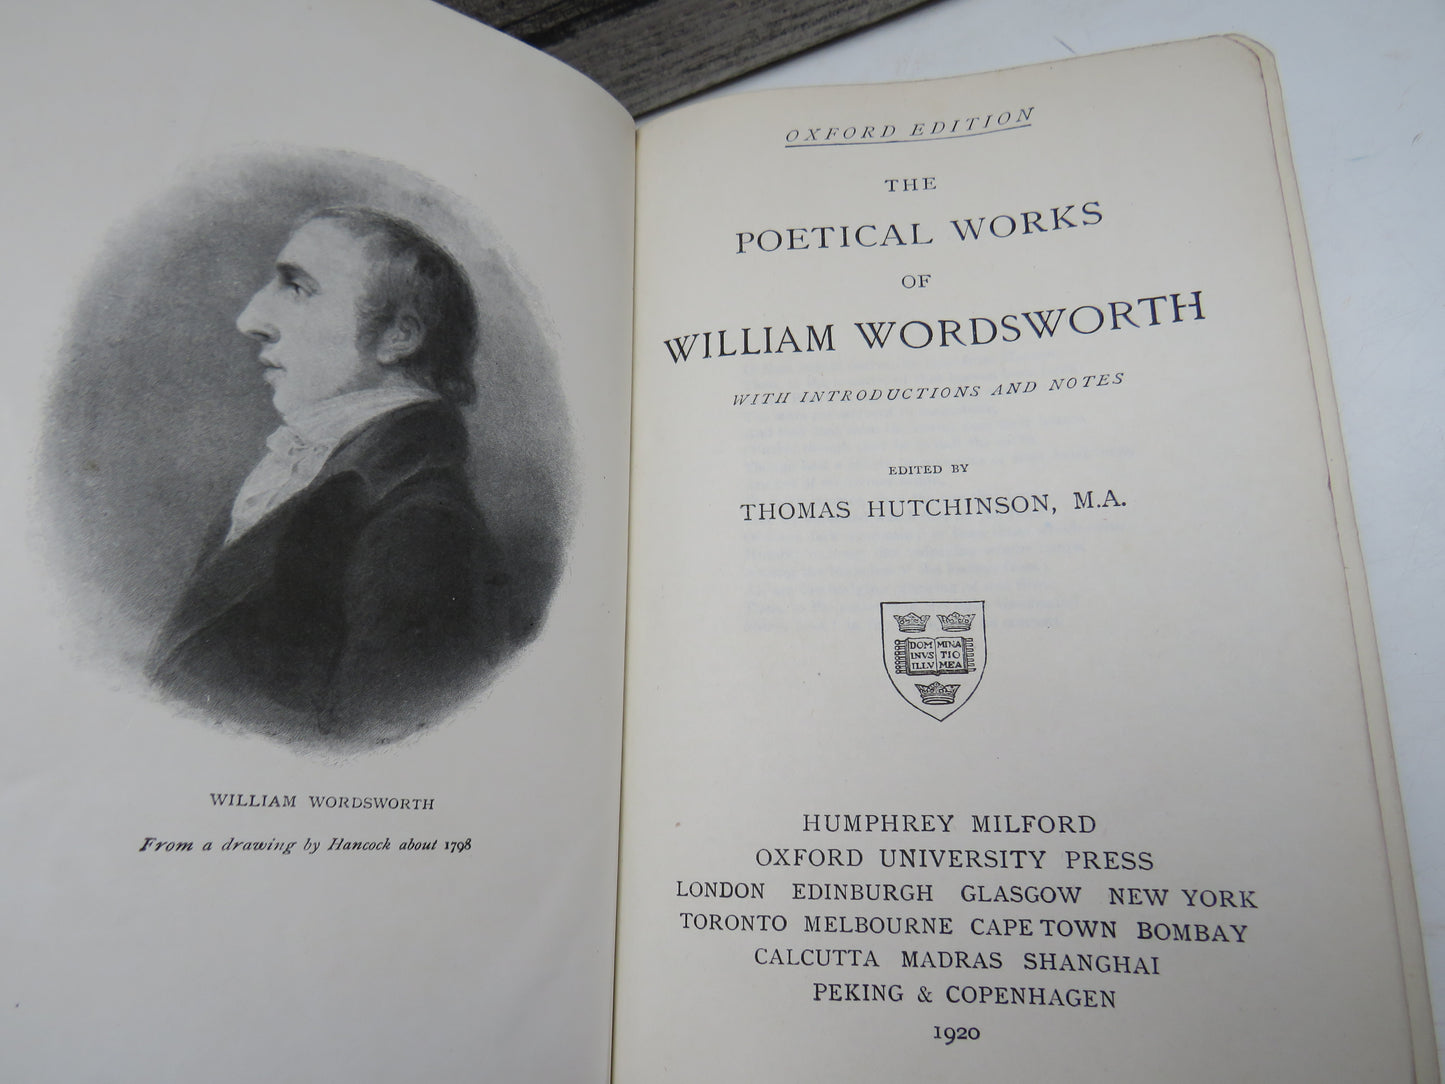 WILLIAM WORDSWORTH
From a drawing by Hancock about 1798
OXFORD EDITION
THE
POETICAL WORKS
OF
WILLIAM WORDSWORTH
WITH INTRODUCTIONS AND NOTES
EDITED BY
THOMAS HUTCHINSON, M.A.
DOM MINA
INVS TIO
ILLV MEA
HUMPHREY MILFORD
OXFORD UNIVERSITY PRESS
LONDON EDINBURGH GLASGOW NEW YORK
TORONTO MELBOURNE CAPE TOWN BOMBAY
CALCUTTA MADRAS SHANGHAI
PEKING & COPENHAGEN
1920